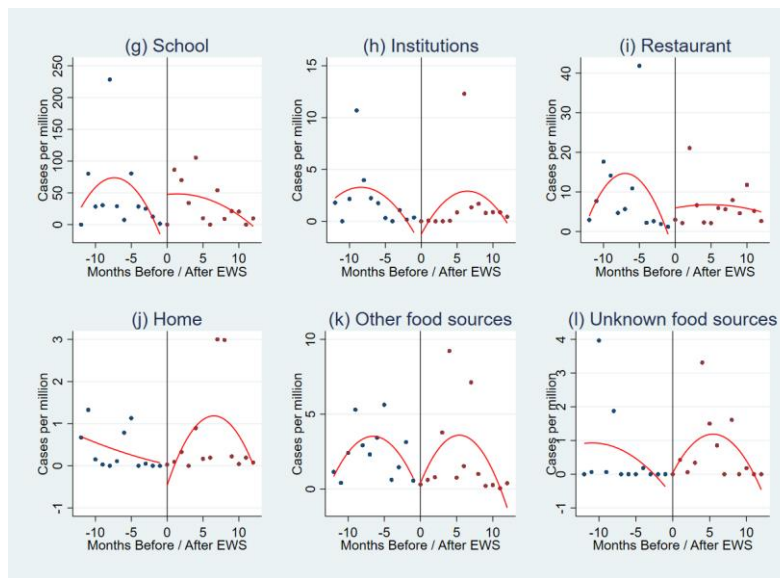 (g) School
(h) Institutions
(i) Restaurant
Cases per million
0 50 100 150 200 250
Cases per million
0 5 10 15
Cases per million
0 10 20 30 40
-10 -5 0 5 10
-10 -5 0 5 10
-10 -5 0 5 10
Months Before / After EWS
Months Before / After EWS
Months Before / After EWS
(j) Home
(k) Other food sources
(l) Unknown food sources
Cases per million
-1 0 1 2 3
Cases per million
0 5 10
Cases per million
-1 0 1 2 3 4
-10 -5 0 5 10
-10 -5 0 5 10
-10 -5 0 5 10
Months Before / After EWS
Months Before / After EWS
Months Before / After EWS